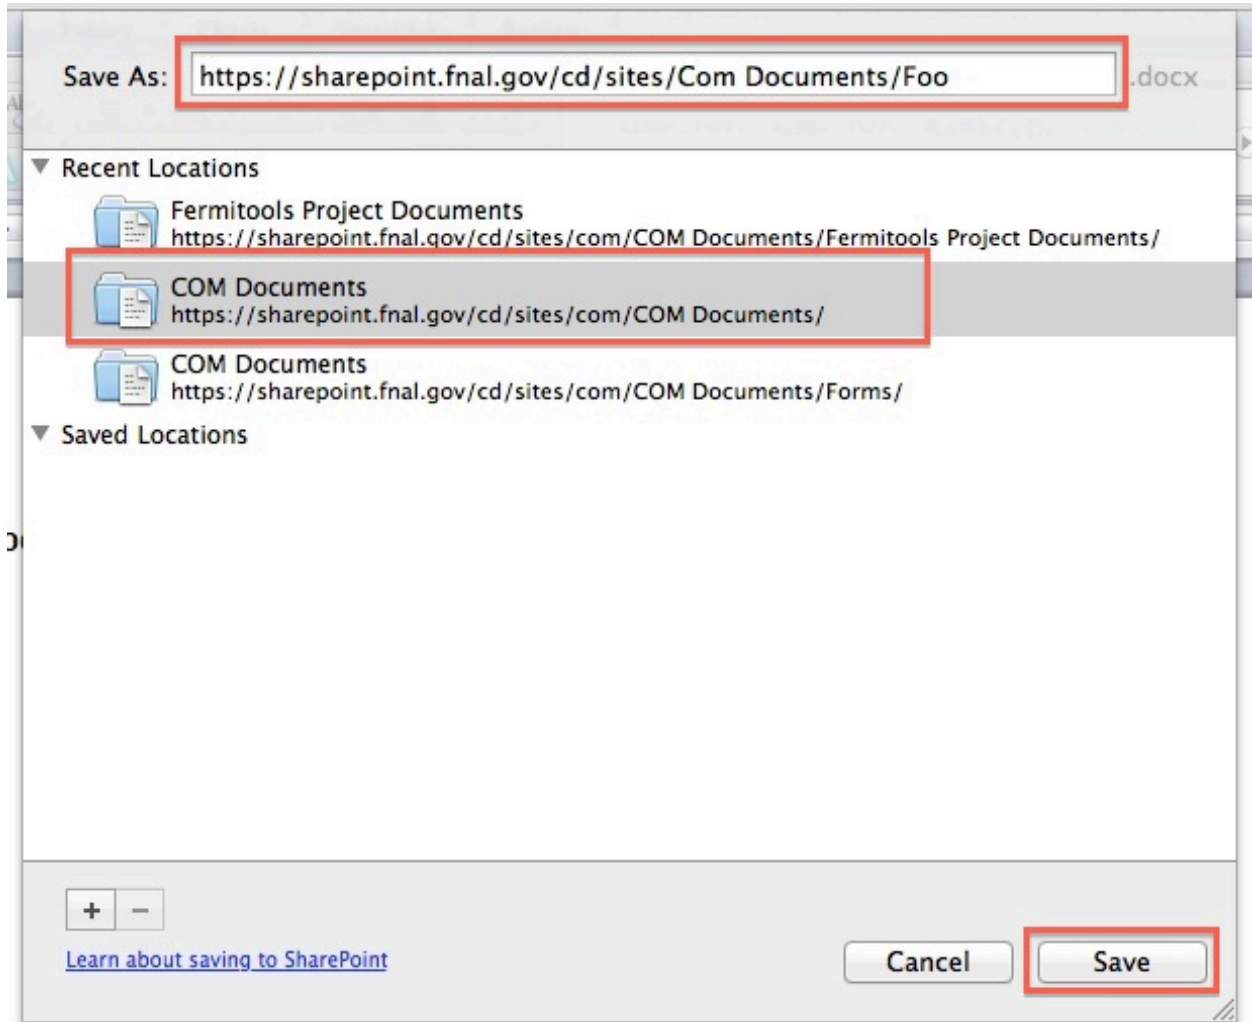 Save As: https://sharepoint.fnal.gov/cd/sites/Com Documents/Foo .docx
Recent Locations
Fermitools Project Documents
https://sharepoint.fnal.gov/cd/sites/com/COM Documents/Fermitools Project Documents/
COM Documents
https://sharepoint.fnal.gov/cd/sites/com/COM Documents/
COM Documents
https://sharepoint.fnal.gov/cd/sites/com/COM Documents/Forms/
Saved Locations
+ −
Learn about saving to SharePoint
Cancel Save